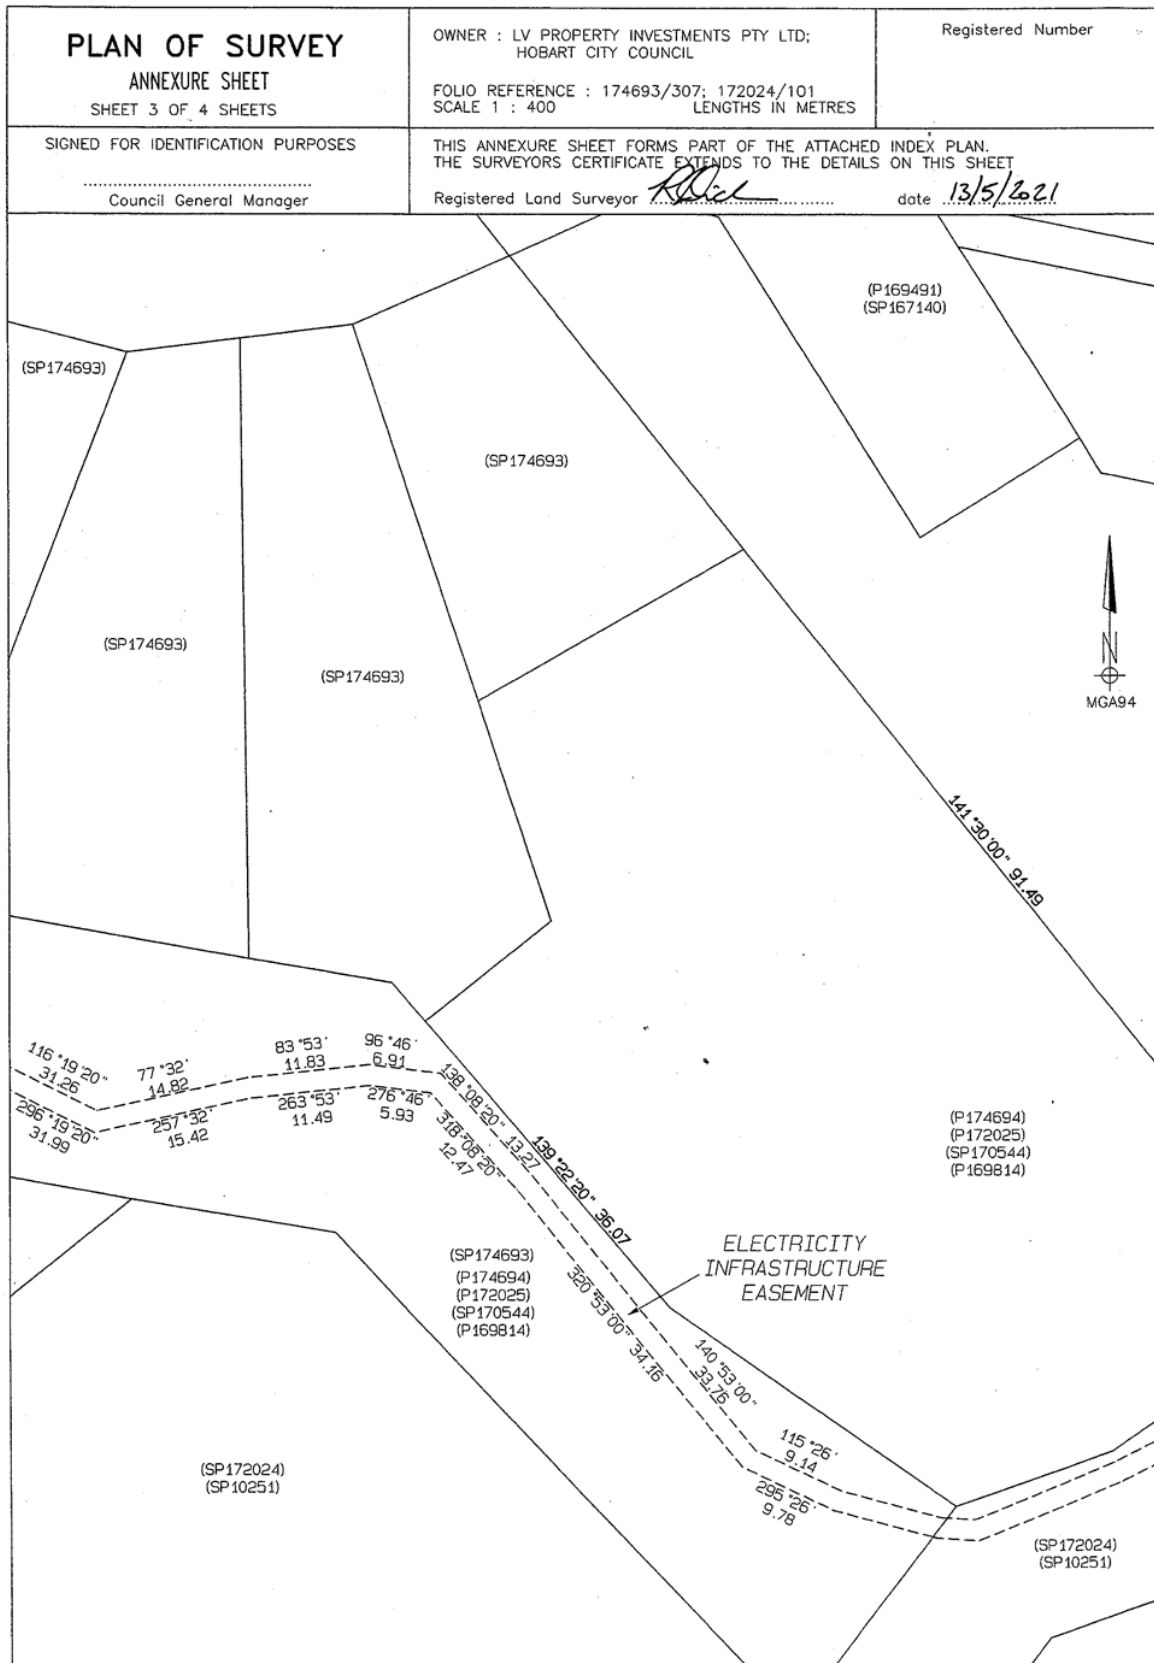 PLAN OF SURVEY
ANNEXURE SHEET
SHEET 3 OF 4 SHEETS
OWNER : LV PROPERTY INVESTMENTS PTY LTD;
HOBART CITY COUNCIL
FOLIO REFERENCE : 174693/307; 172024/101
SCALE 1 : 400 LENGTHS IN METRES
Registered Number
SIGNED FOR IDENTIFICATION PURPOSES
Council General Manager
THIS ANNEXURE SHEET FORMS PART OF THE ATTACHED INDEX PLAN.
THE SURVEYORS CERTIFICATE EXTENDS TO THE DETAILS ON THIS SHEET
Registered Land Surveyor
date 13/5/2021
(P169491)
(SP167140)
(SP174693)
(SP174693)
(SP174693)
(SP174693)
N
MGA94
141°30'00" 91.49
116°19'20"
31.26
77°32'
14.82
83°53'
11.83
96°46'
6.91
138°08'20" 13.27
296°19'20"
31.99
257°32'
15.42
263°53'
11.49
276°46'
5.93
318°08'20"
12.47
139°22'20" 36.07
(P174694)
(P172025)
(SP170544)
(P169814)
ELECTRICITY
INFRASTRUCTURE
EASEMENT
(SP174693)
(P174694)
(P172025)
(SP170544)
(P169814)
320°53'00" 34.16
140°53'00"
33.76
115°26'
9.14
295°26'
9.78
(SP172024)
(SP10251)
(SP172024)
(SP10251)